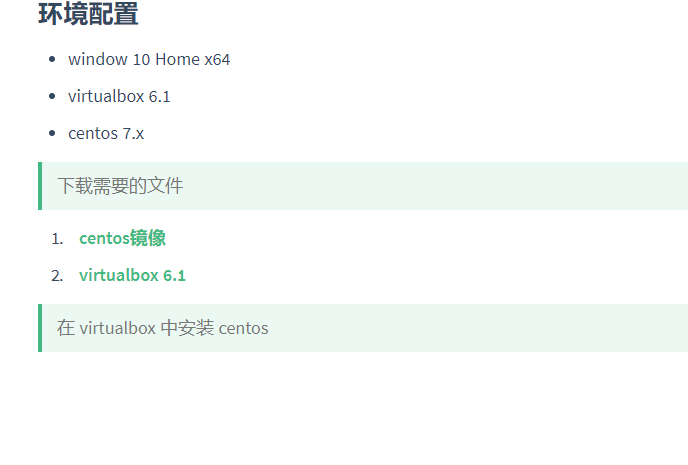 环境配置
window 10 Home x64
virtualbox 6.1
centos 7.x
下载需要的文件
1. centos镜像
2. virtualbox 6.1
在 virtualbox 中安装 centos